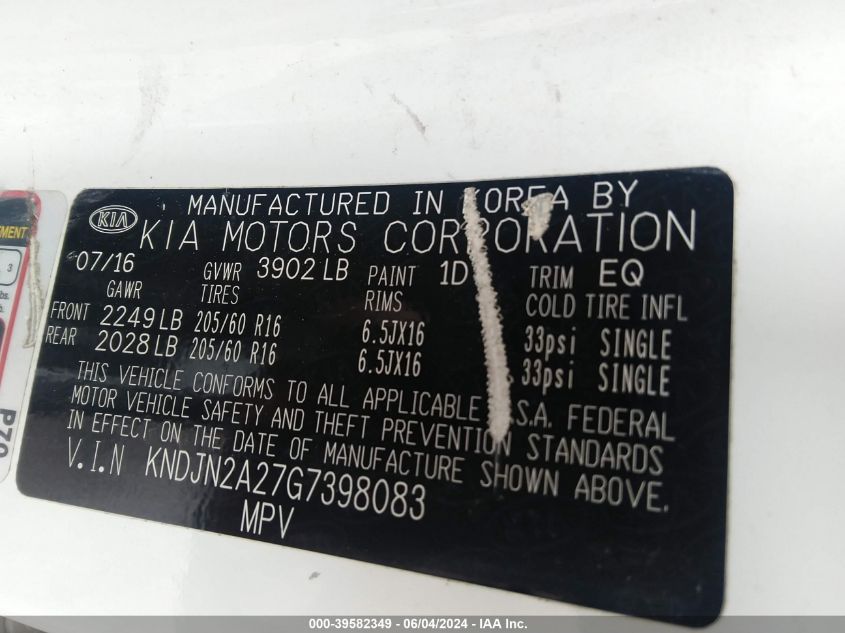 MANUFACTURED IN KOREA BY
KIA
KIA MOTORS CORPORATION
07/16 GVWR 3902 LB PAINT 1D TRIM EQ
GAWR TIRES RIMS COLD TIRE INFL
FRONT 2249 LB 205/60 R16 6.5JX16 33psi SINGLE
REAR 2028 LB 205/60 R16 6.5JX16 33psi SINGLE
THIS VEHICLE CONFORMS TO ALL APPLICABLE .S.A. FEDERAL
MOTOR VEHICLE SAFETY AND THEFT PREVENTION STANDARDS
IN EFFECT ON THE DATE OF MANUFACTURE SHOWN ABOVE.
V.I.N KNDJN2A27G7398083
MPV
3
000-39582349 - 06/04/2024 - IAA Inc.